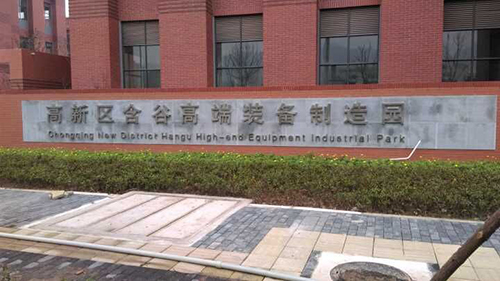 高新区含谷高端装备制造园
Chongning New District Hangu High-end Equipment Industrial Park